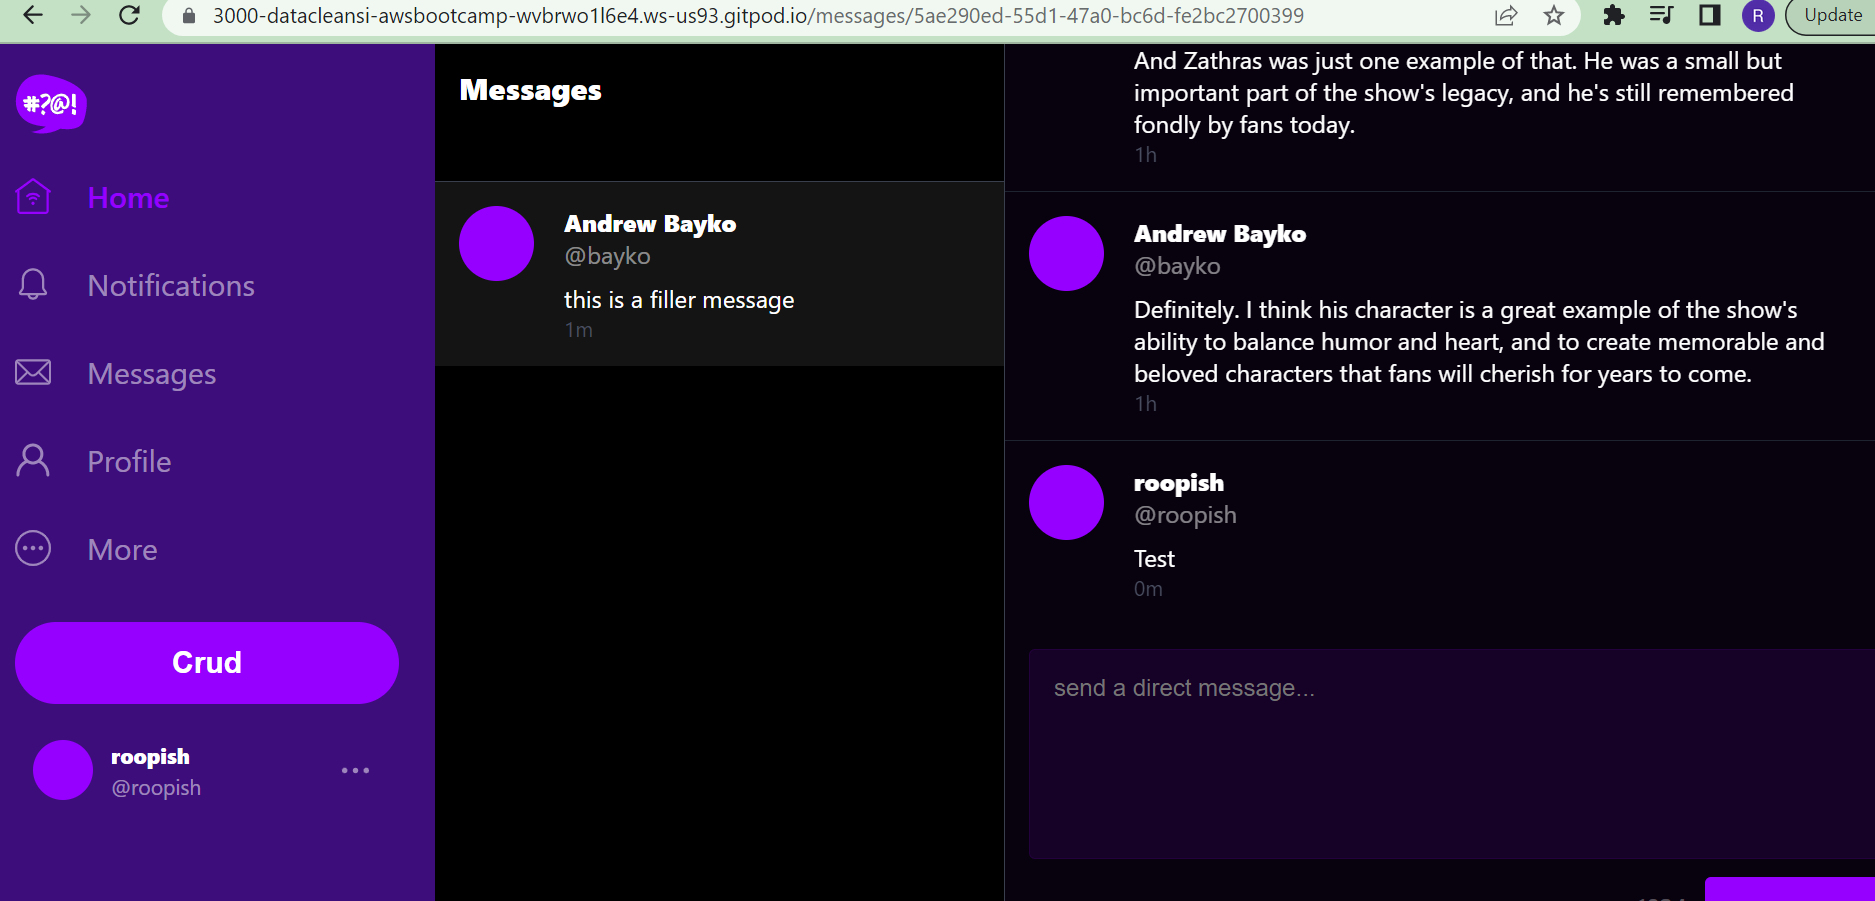 3000-datacleansi-awsbootcamp-wvbrwo1l6e4.ws-us93.gitpod.io/messages/5ae290ed-55d1-47a0-bc6d-fe2bc2700399
R
Update
#?@!
Home
Notifications
Messages
Profile
More
Crud
roopish
@roopish
Messages
Andrew Bayko
@bayko
this is a filler message
1m
And Zathras was just one example of that. He was a small but
important part of the show's legacy, and he's still remembered
fondly by fans today.
1h
Andrew Bayko
@bayko
Definitely. I think his character is a great example of the show's
ability to balance humor and heart, and to create memorable and
beloved characters that fans will cherish for years to come.
1h
roopish
@roopish
Test
0m
send a direct message...